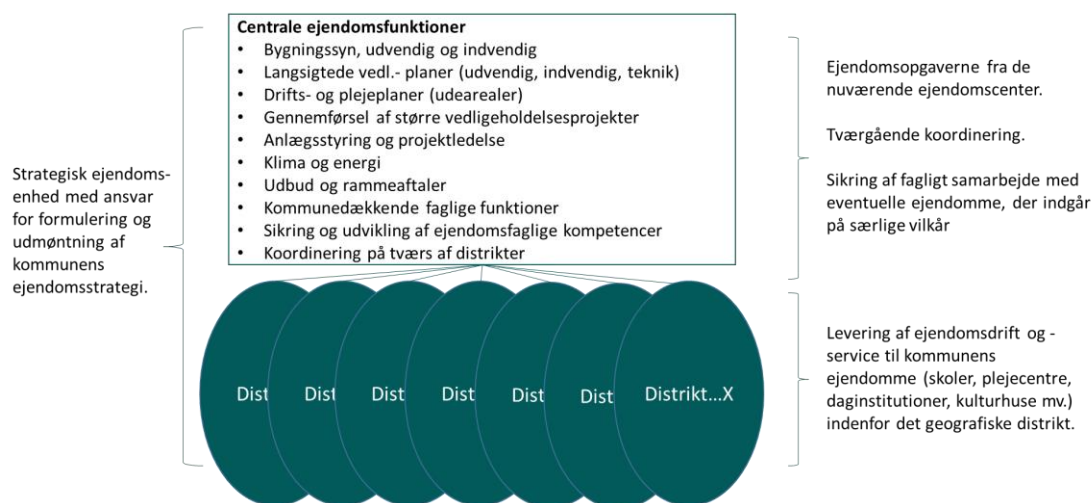 Strategisk ejendoms-
enhed med ansvar
for formulering og
udmøntning af
kommunens
ejendomsstrategi.
Centrale ejendomsfunktioner
• Bygningssyn, udvendig og indvendig
• Langsigtede vedl.- planer (udvendig, indvendig, teknik)
• Drifts- og plejeplaner (udearealer)
• Gennemførsel af større vedligeholdelsesprojekter
• Anlægsstyring og projektledelse
• Klima og energi
• Udbud og rammeaftaler
• Kommunedækkende faglige funktioner
• Sikring og udvikling af ejendomsfaglige kompetencer
• Koordinering på tværs af distrikter
Ejendomsopgaverne fra de
nuværende ejendomscenter.
Tværgående koordinering.
Sikring af fagligt samarbejde med
eventuelle ejendomme, der indgår
på særlige vilkår
Dist
Dist
Dist
Dist
Dist
Dist
Distrikt...X
Levering af ejendomsdrift og -
service til kommunens
ejendomme (skoler, plejecentre,
daginstitutioner, kulturhuse mv.)
indenfor det geografiske distrikt.